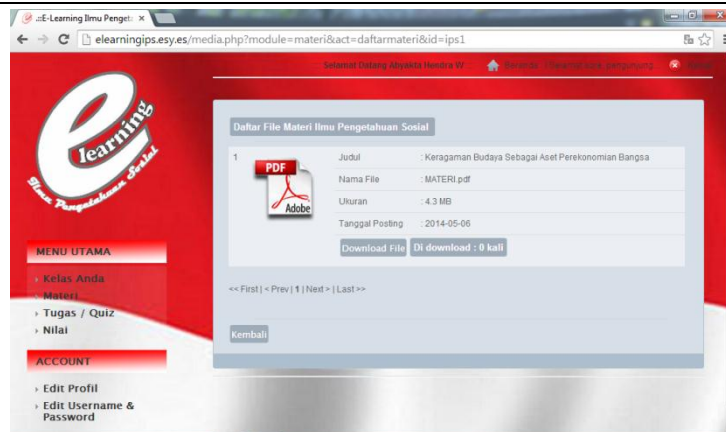 .::E-Learning Ilmu Penget
elearningips.esy.es/media.php?module=materi&act=daftarmateri&id=ips1
Selamat Datang Abyakta Hendra W
Beranda
e
learning
Ilmu Pengetahuan Sosial
Daftar File Materi Ilmu Pengetahuan Sosial
1
PDF
Adobe
Judul : Keragaman Budaya Sebagai Aset Perekonomian Bangsa
Nama File : MATERI.pdf
Ukuran : 4.3 MB
Tanggal Posting : 2014-05-06
Download File Di download : 0 kali
<< First | < Prev | 1 | Next > | Last >>
Kembali
MENU UTAMA
Kelas Anda
Materi
Tugas / Quiz
Nilai
ACCOUNT
Edit Profil
Edit Username &
Password